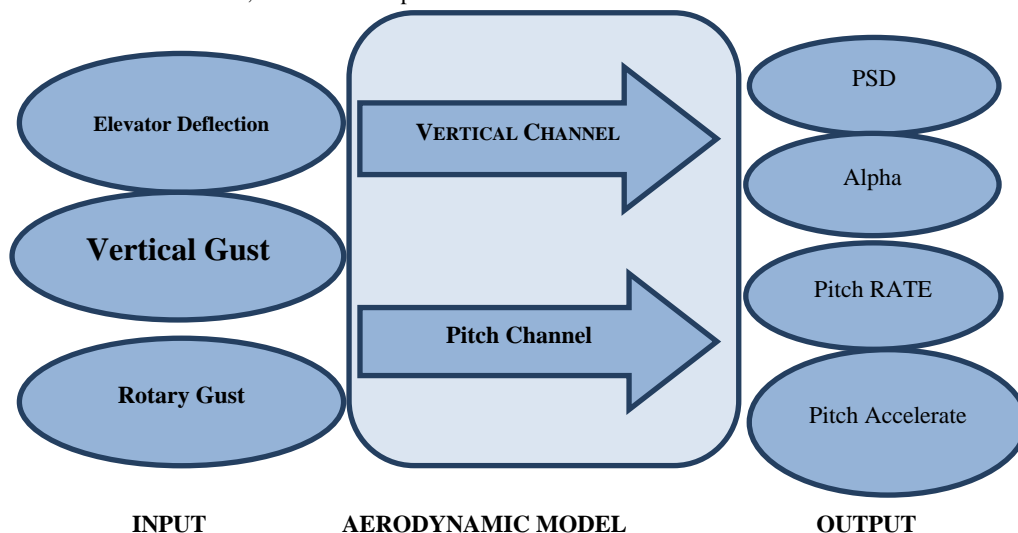 Elevator Deflection
Vertical Gust
Rotary Gust
VERTICAL CHANNEL
Pitch Channel
PSD
Alpha
Pitch RATE
Pitch Accelerate
INPUT
AERODYNAMIC MODEL
OUTPUT